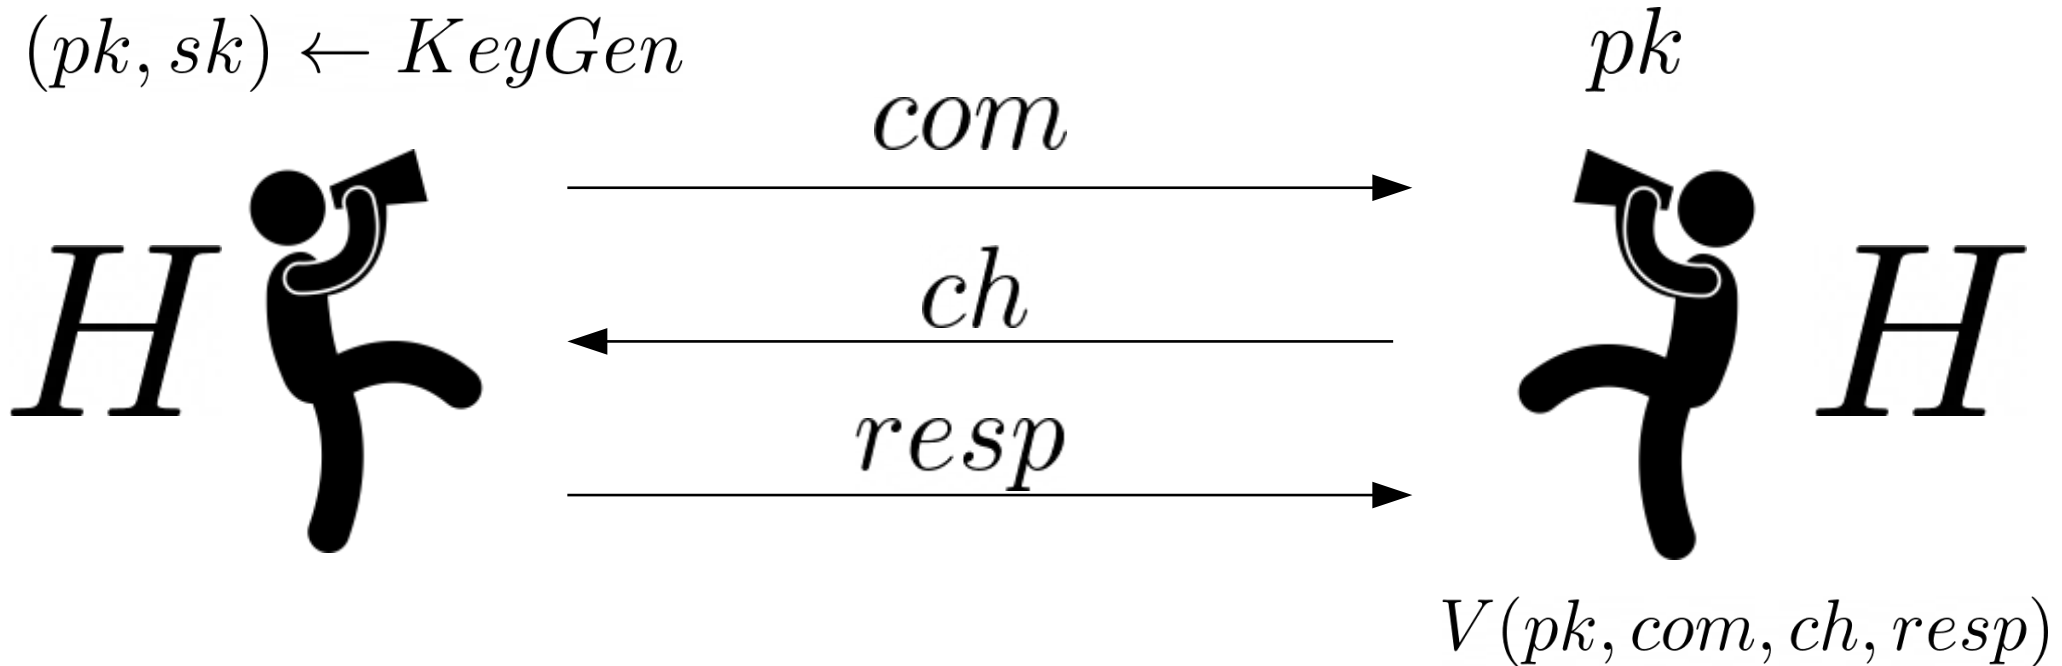 (pk, sk) ← KeyGen
pk
com
H
ch
H
resp
V(pk, com, ch, resp)